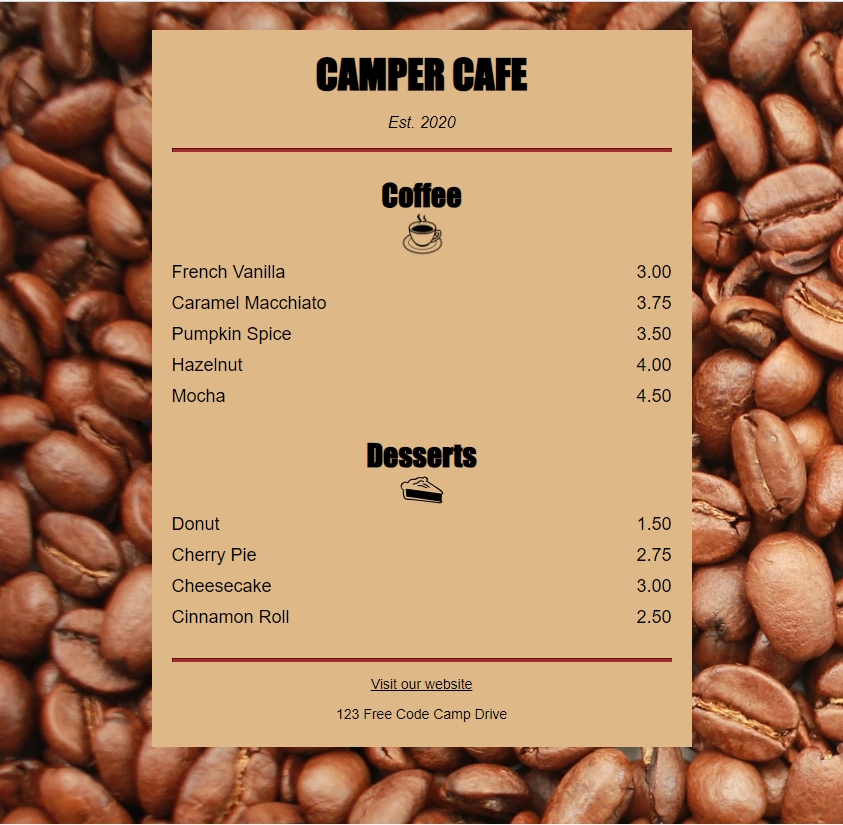 CAMPER CAFE
Est. 2020
Coffee
French Vanilla 3.00
Caramel Macchiato 3.75
Pumpkin Spice 3.50
Hazelnut 4.00
Mocha 4.50
Desserts
Donut 1.50
Cherry Pie 2.75
Cheesecake 3.00
Cinnamon Roll 2.50
Visit our website
123 Free Code Camp Drive